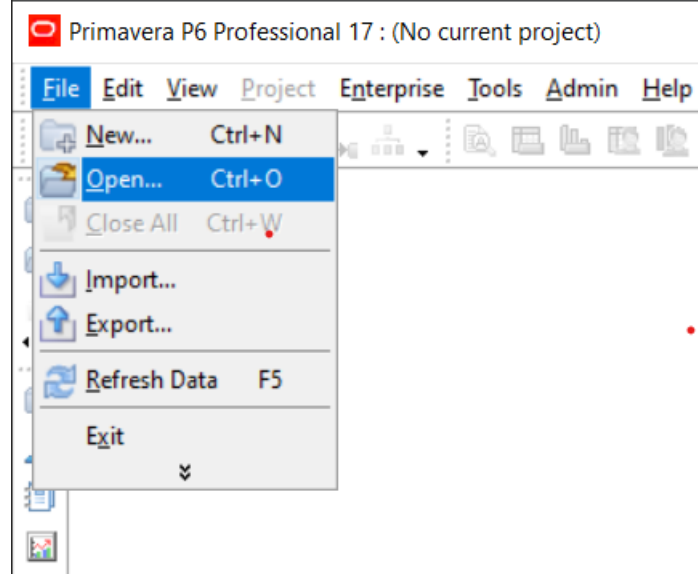 Primavera P6 Professional 17 : (No current project)
File Edit View Project Enterprise Tools Admin Help
New... Ctrl+N
Open... Ctrl+O
Close All Ctrl+W
Import...
Export...
Refresh Data F5
Exit